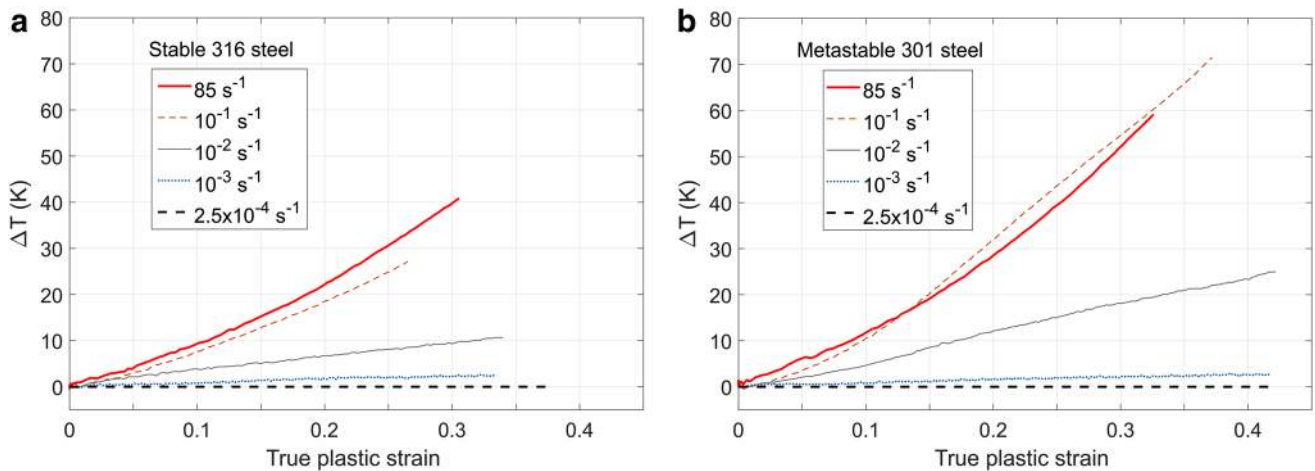 a
80
70
60
50
40
30
20
10
0
ΔT (K)
Stable 316 steel
85 s⁻¹
10⁻¹ s⁻¹
10⁻² s⁻¹
10⁻³ s⁻¹
2.5x10⁻⁴ s⁻¹
0 0.1 0.2 0.3 0.4
True plastic strain
b
80
70
60
50
40
30
20
10
0
ΔT (K)
Metastable 301 steel
85 s⁻¹
10⁻¹ s⁻¹
10⁻² s⁻¹
10⁻³ s⁻¹
2.5x10⁻⁴ s⁻¹
0 0.1 0.2 0.3 0.4
True plastic strain